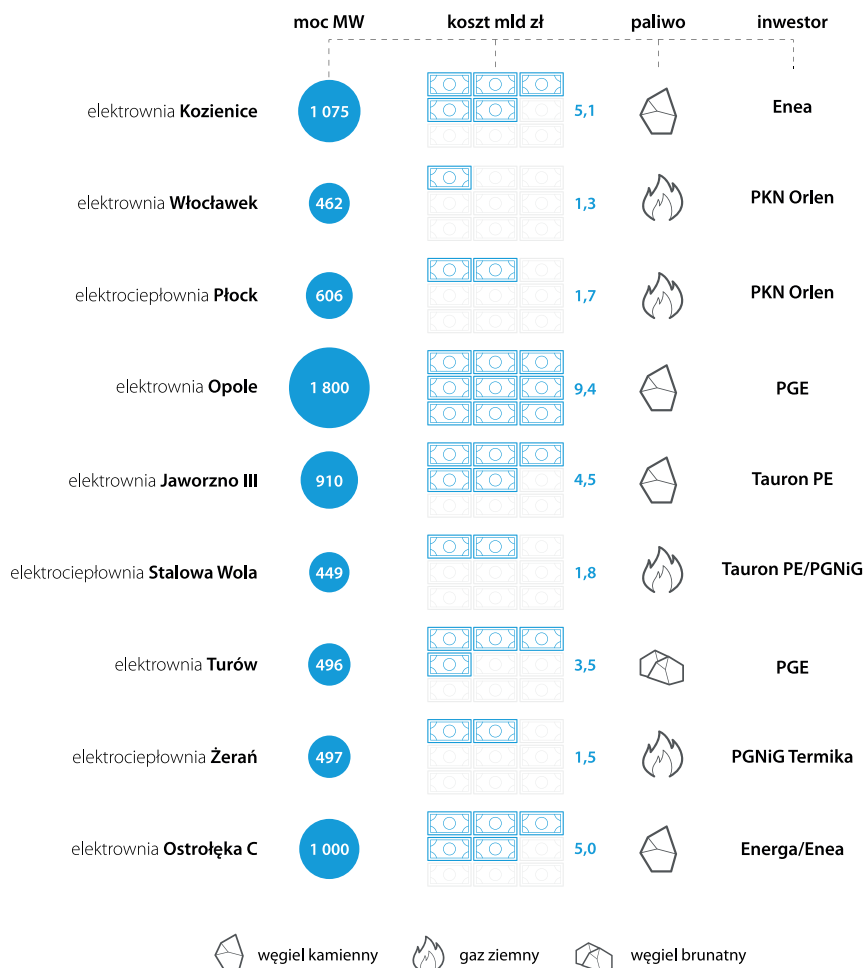 moc MW koszt mld zł paliwo inwestor
elektrownia Kozienice 1 075 5,1 Enea
elektrownia Włocławek 462 1,3 PKN Orlen
elektrociepłownia Płock 606 1,7 PKN Orlen
elektrownia Opole 1 800 9,4 PGE
elektrownia Jaworzno III 910 4,5 Tauron PE
elektrociepłownia Stalowa Wola 449 1,8 Tauron PE/PGNiG
elektrownia Turów 496 3,5 PGE
elektrociepłownia Żerań 497 1,5 PGNiG Termika
elektrownia Ostrołęka C 1 000 5,0 Energa/Enea
węgiel kamienny gaz ziemny węgiel brunatny